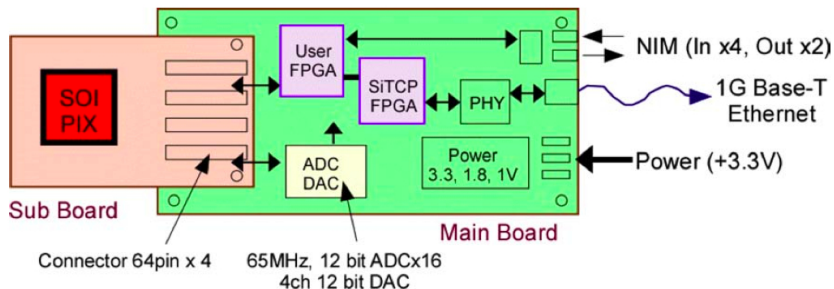 User
FPGA
SiTCP
FPGA
PHY
NIM (In x4, Out x2)
1G Base-T
Ethernet
SOI
PIX
ADC
DAC
Power
3.3, 1.8, 1V
Power (+3.3V)
Sub Board
Main Board
Connector 64pin x 4
65MHz, 12 bit ADCx16
4ch 12 bit DAC